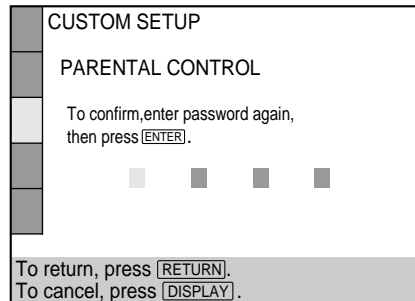 CUSTOM SETUP
PARENTAL CONTROL
To confirm,enter password again,
then press ENTER.
To return, press RETURN.
To cancel, press DISPLAY.